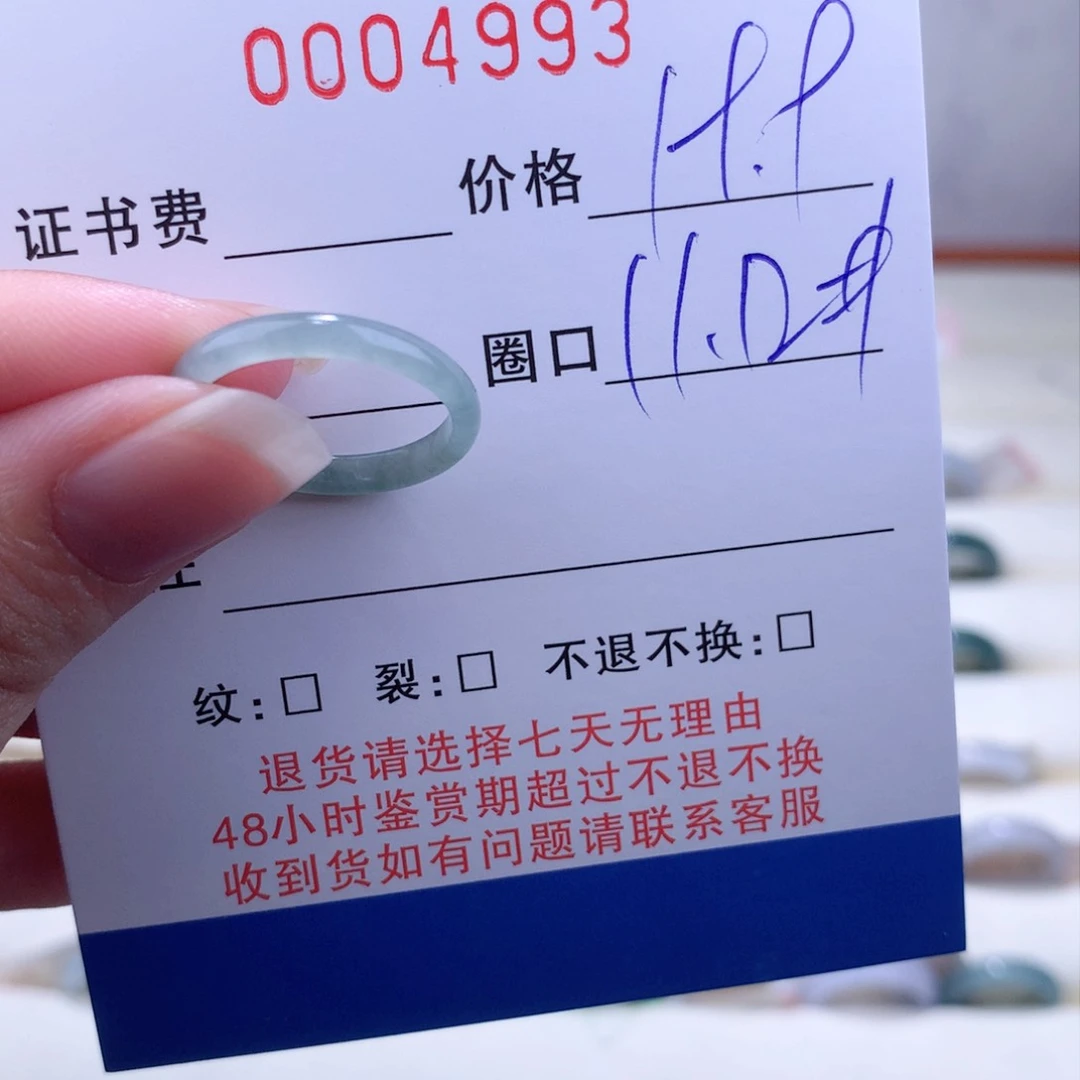 0004993
证书费 价格
圈口 11.0#
纹:□ 裂:□ 不退不换:□
退货请选择七天无理由
48小时鉴赏期超过不退不换
收到货如有问题请联系客服